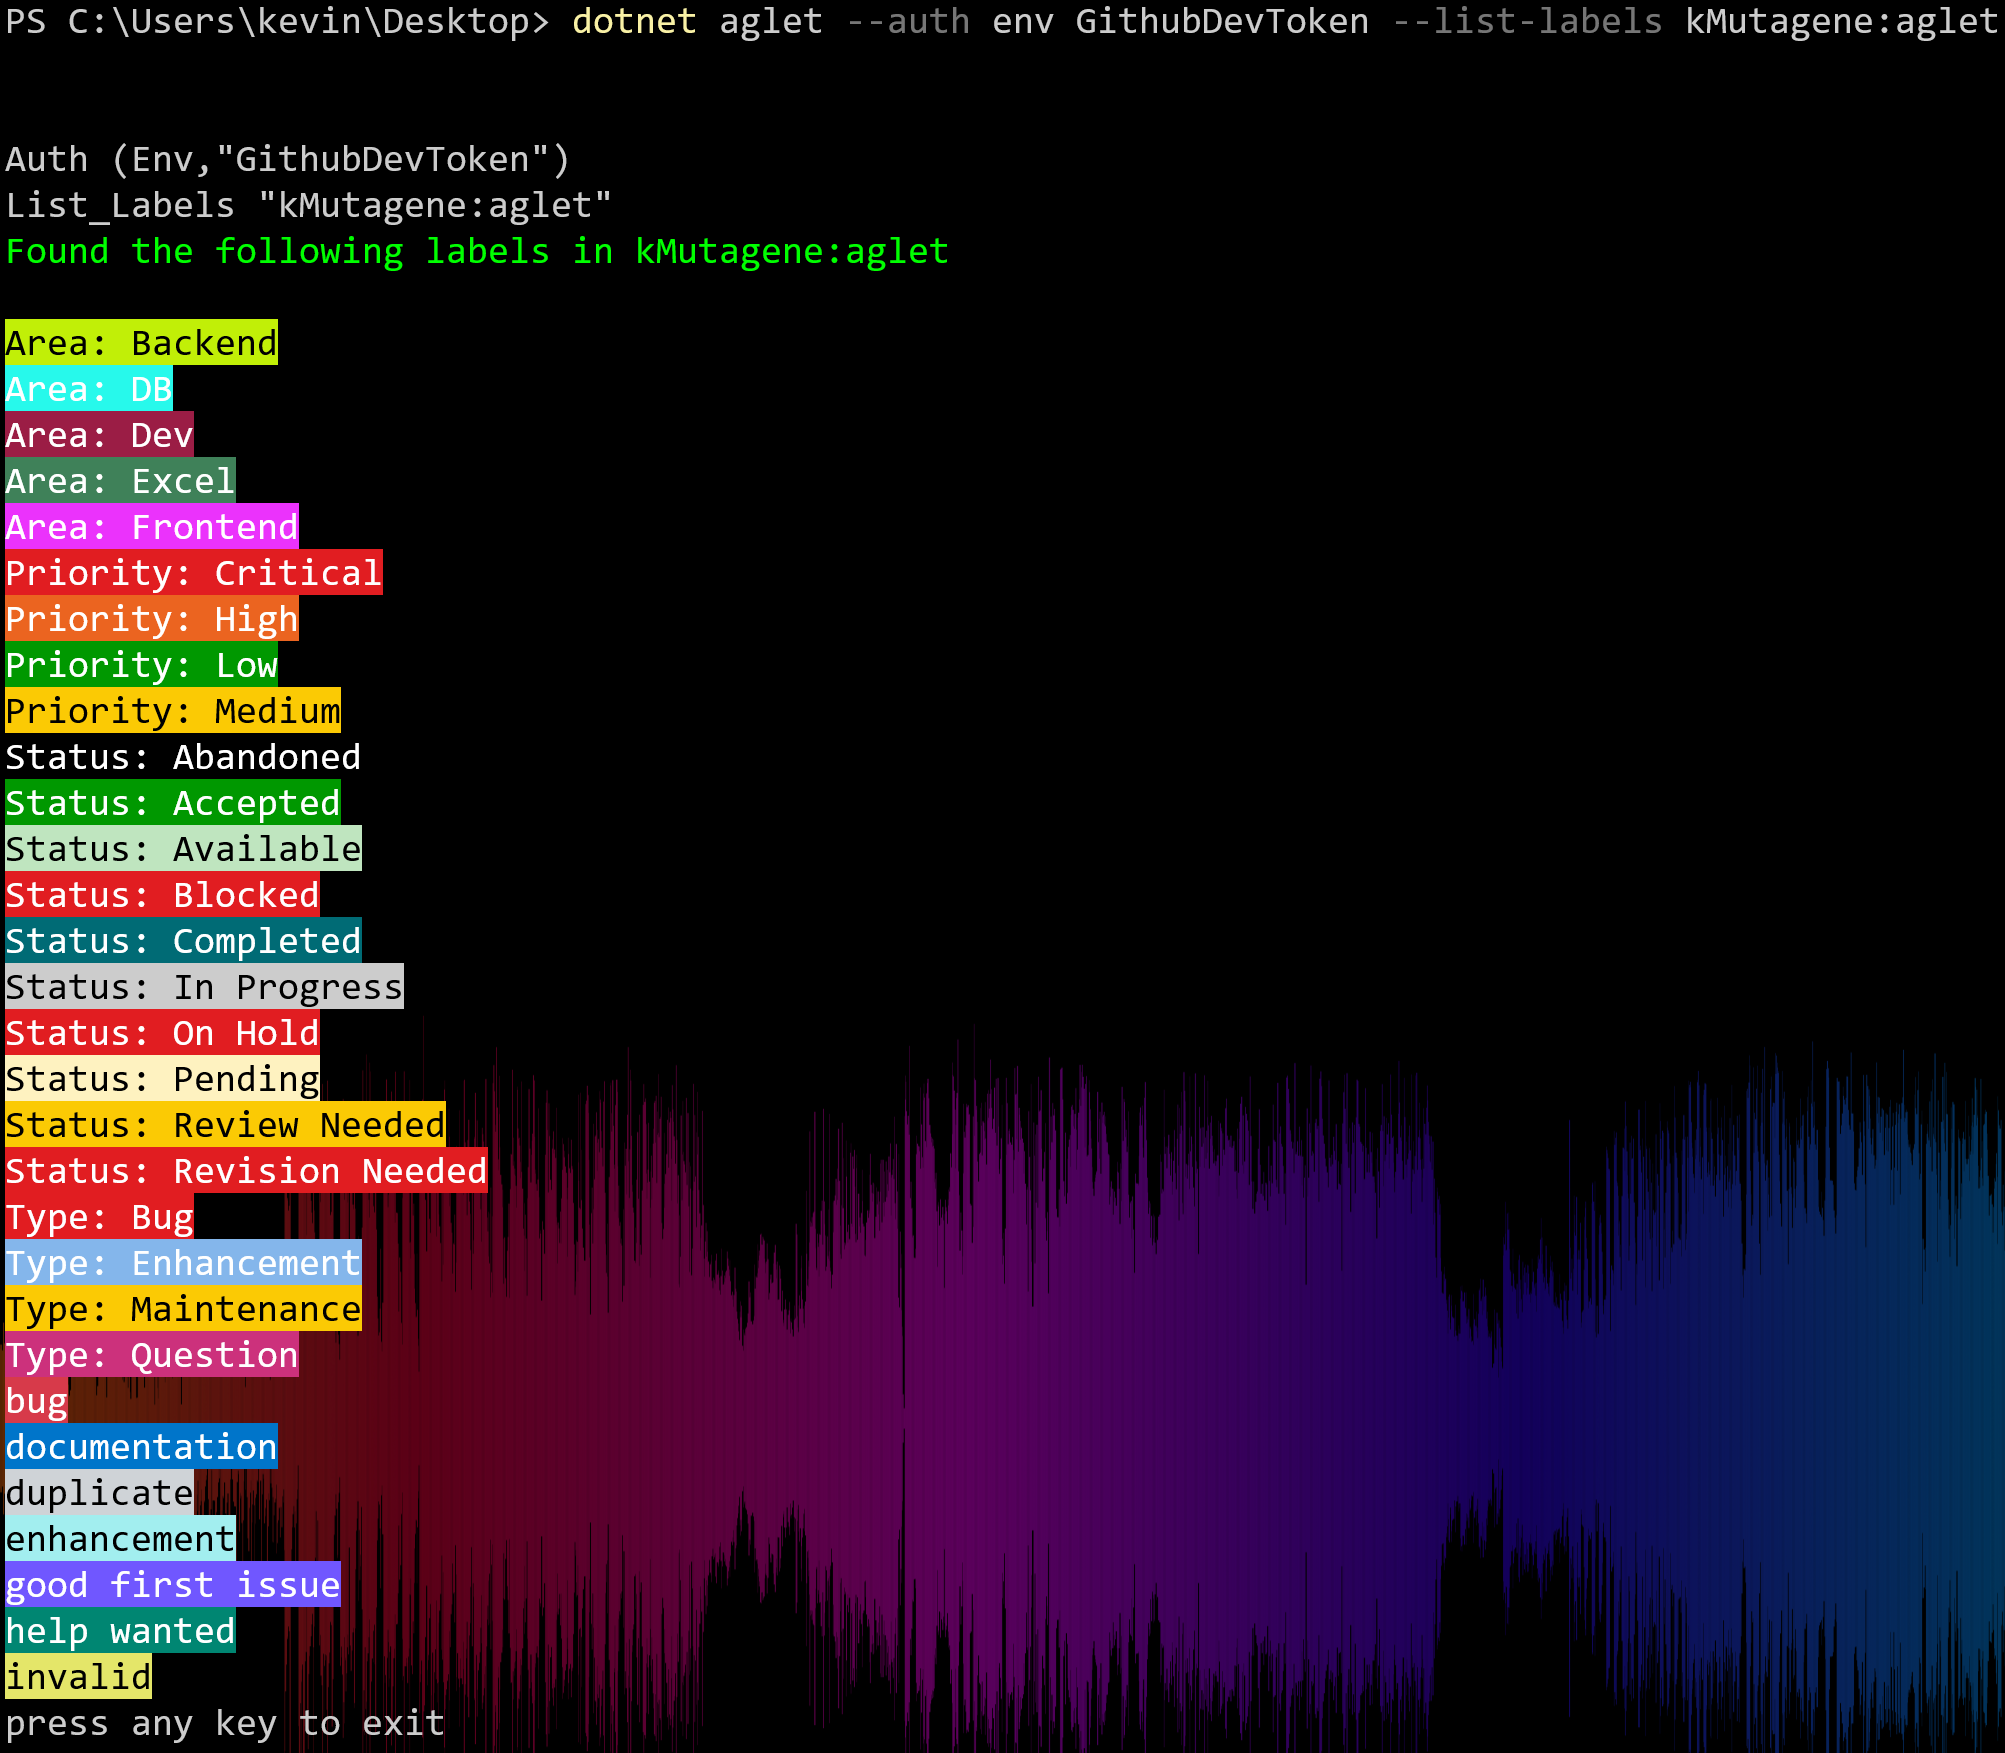 PS C:\Users\kevin\Desktop> dotnet aglet --auth env GithubDevToken --list-labels kMutagene:aglet
Auth (Env,"GithubDevToken")
List_Labels "kMutagene:aglet"
Found the following labels in kMutagene:aglet
Area: Backend
Area: DB
Area: Dev
Area: Excel
Area: Frontend
Priority: Critical
Priority: High
Priority: Low
Priority: Medium
Status: Abandoned
Status: Accepted
Status: Available
Status: Blocked
Status: Completed
Status: In Progress
Status: On Hold
Status: Pending
Status: Review Needed
Status: Revision Needed
Type: Bug
Type: Enhancement
Type: Maintenance
Type: Question
bug
documentation
duplicate
enhancement
good first issue
help wanted
invalid
press any key to exit